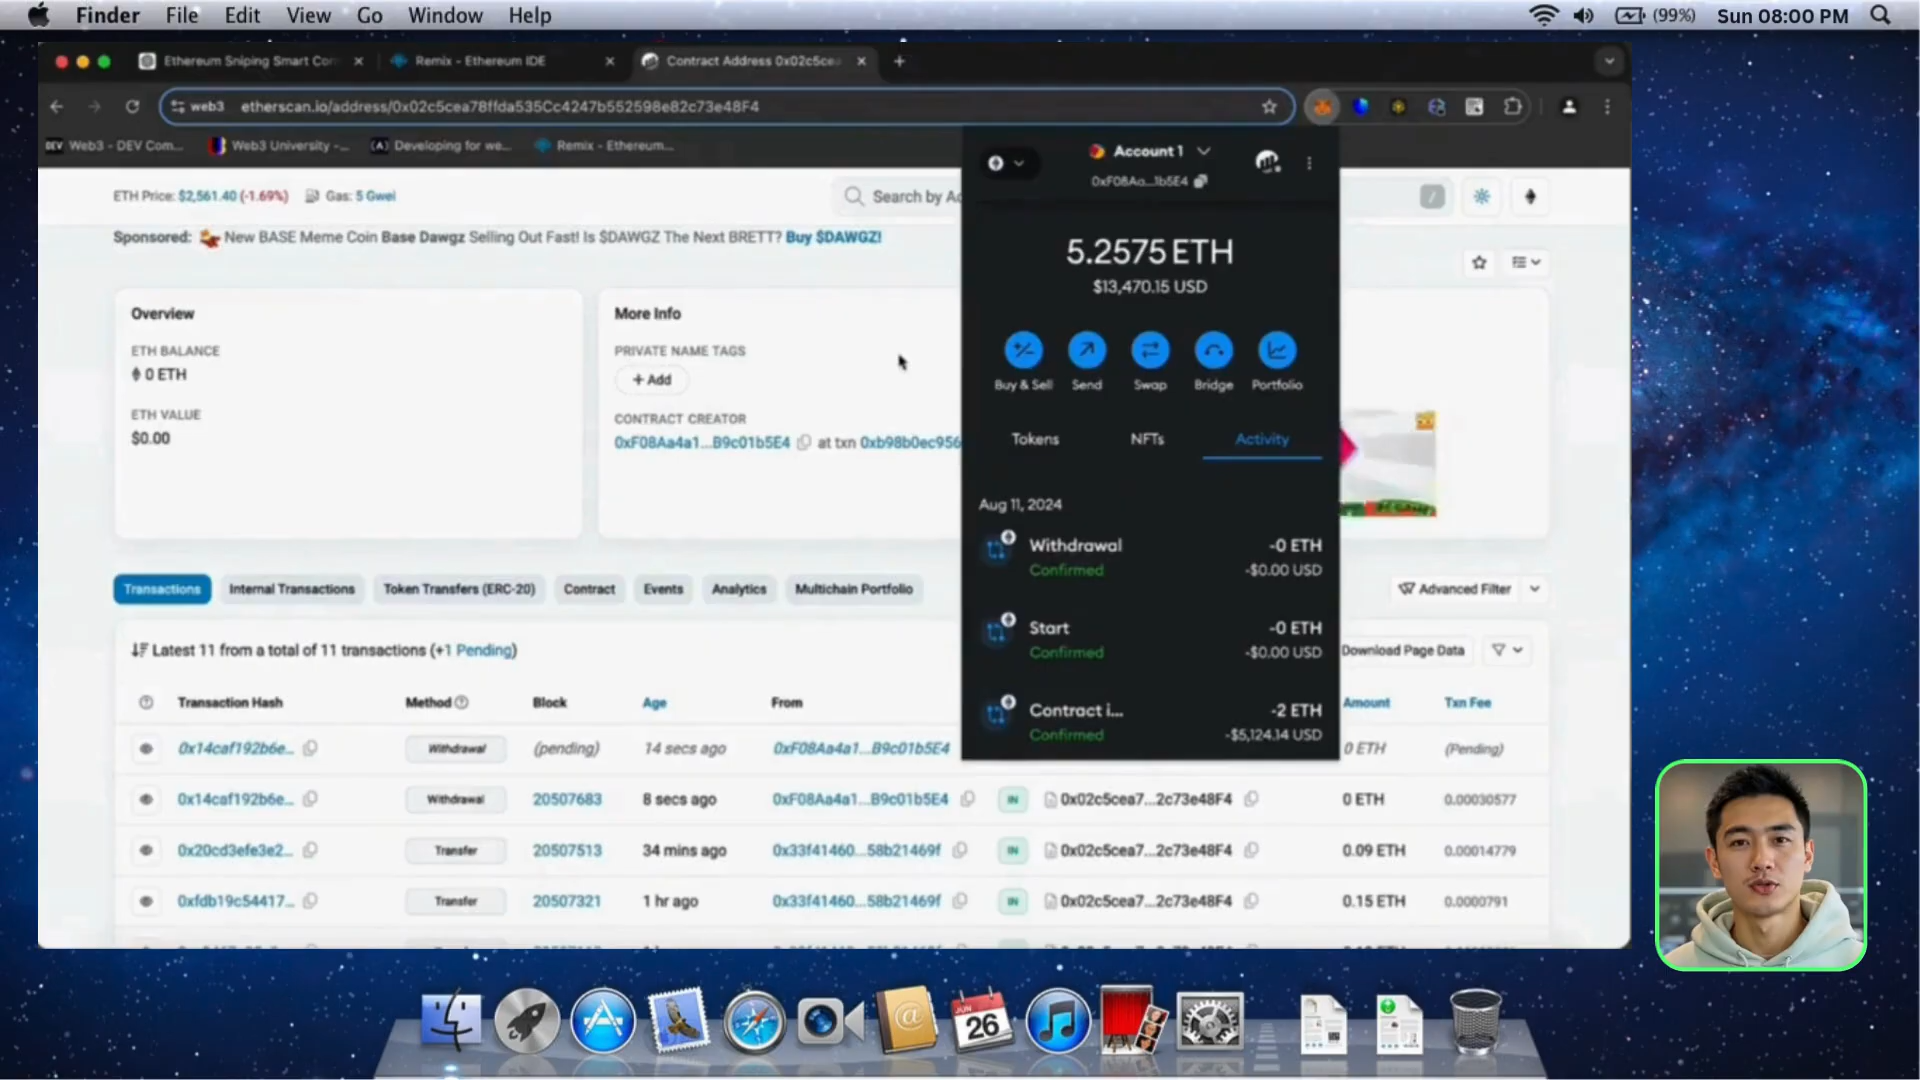 Finder File Edit View Go Window Help
(99%) Sun 08:00 PM
Ethereum Sniping Smart Con
Remix - Ethereum IDE
Contract Address 0x02c5cea
web3
etherscan.io/address/0x02c5cea78ffda535Cc4247b552598e82c73e48F4
DEV Web3 - DEV Com...
Web3 University -...
(A) Developing for we...
Remix - Ethereum...
ETH Price: $2,561.40 (-1.69%) Gas: 5 Gwei
Search by Ad
/
Sponsored: New BASE Meme Coin Base Dawgz Selling Out Fast! Is $DAWGZ The Next BRETT? Buy $DAWGZ!
Overview
ETH BALANCE
0 ETH
ETH VALUE
$0.00
More Info
PRIVATE NAME TAGS
+ Add
CONTRACT CREATOR
0xF08Aa4a1...B9c01b5E4 at txn 0xb98b0ec956
Account 1
0xF08Aa...1b5E4
5.2575 ETH
$13,470.15 USD
Buy & Sell Send Swap Bridge Portfolio
Tokens NFTs Activity
Aug 11, 2024
Withdrawal -0 ETH
Confirmed -$0.00 USD
Start -0 ETH
Confirmed -$0.00 USD
Contract i... -2 ETH
Confirmed -$5,124.14 USD
Transactions Internal Transactions Token Transfers (ERC-20) Contract Events Analytics Multichain Portfolio
Advanced Filter
Latest 11 from a total of 11 transactions (+1 Pending)
Download Page Data
Transaction Hash Method Block Age From Amount Txn Fee
0x14caf192b6e... Withdrawal (pending) 14 secs ago 0xF08Aa4a1...B9c01b5E4 0 ETH (Pending)
0x14caf192b6e... Withdrawal 20507683 8 secs ago 0xF08Aa4a1...B9c01b5E4 IN 0x02c5cea7...2c73e48F4 0 ETH 0.00030577
0x20cd3efe3e2... Transfer 20507513 34 mins ago 0x33f41460...58b21469f IN 0x02c5cea7...2c73e48F4 0.09 ETH 0.00014779
0xfdb19c54417... Transfer 20507321 1 hr ago 0x33f41460...58b21469f IN 0x02c5cea7...2c73e48F4 0.15 ETH 0.0000791
JUN
26